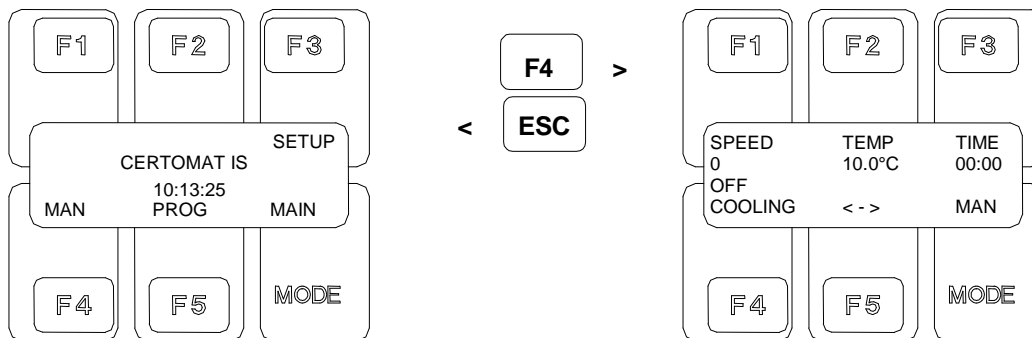 F1 F2 F3
SETUP
CERTOMAT IS
10:13:25
MAN PROG MAIN
F4 F5 MODE
F4 >
< ESC
F1 F2 F3
SPEED TEMP TIME
0 10.0°C 00:00
OFF
COOLING < - > MAN
F4 F5 MODE